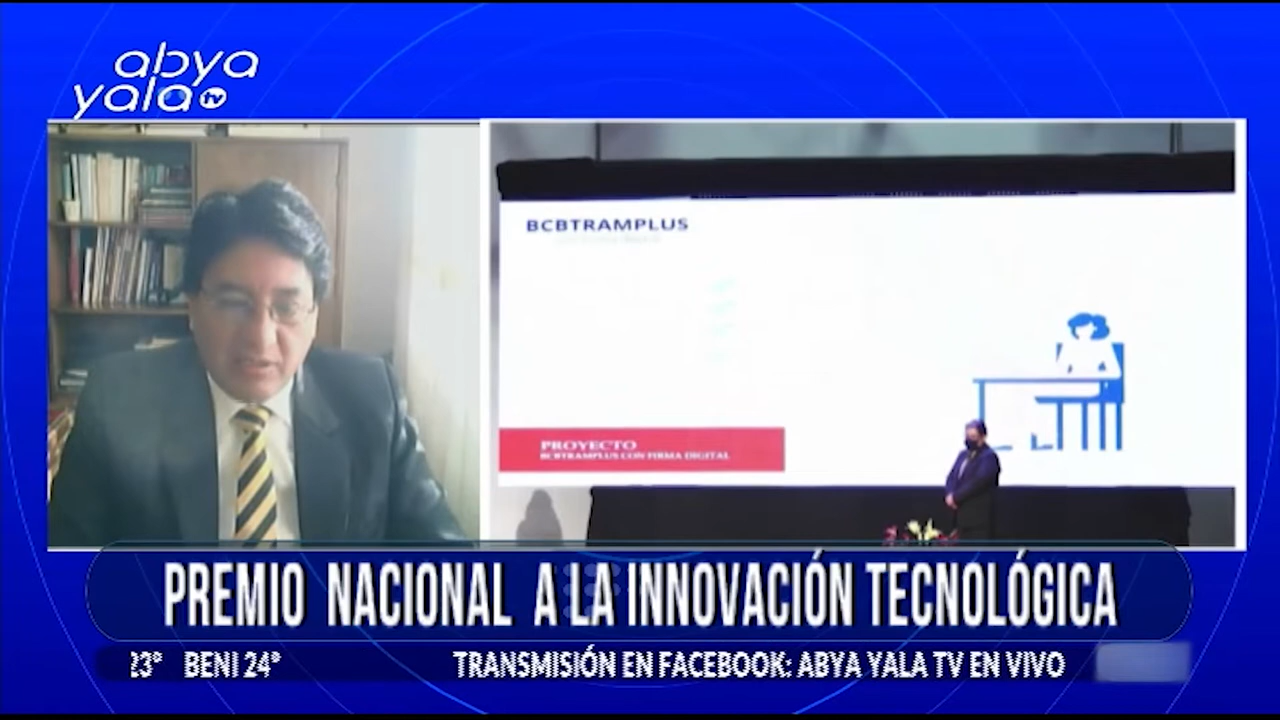 abya
yala tv
BCBTRAMPLUS
PROYECTO
BCBTRAMPLUS CON FIRMA DIGITAL
PREMIO NACIONAL A LA INNOVACIÓN TECNOLÓGICA
23° BENI 24° TRANSMISIÓN EN FACEBOOK: ABYA YALA TV EN VIVO